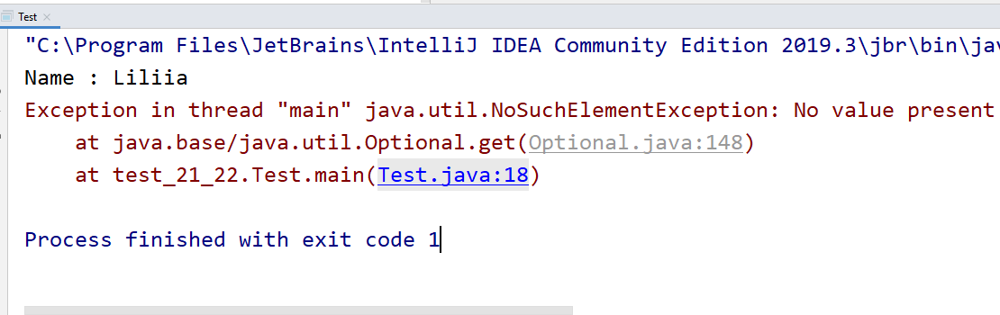 Test
"C:\Program Files\JetBrains\IntelliJ IDEA Community Edition 2019.3\jbr\bin\jav
Name : Liliia
Exception in thread "main" java.util.NoSuchElementException: No value present
at java.base/java.util.Optional.get(Optional.java:148)
at test_21_22.Test.main(Test.java:18)
Process finished with exit code 1